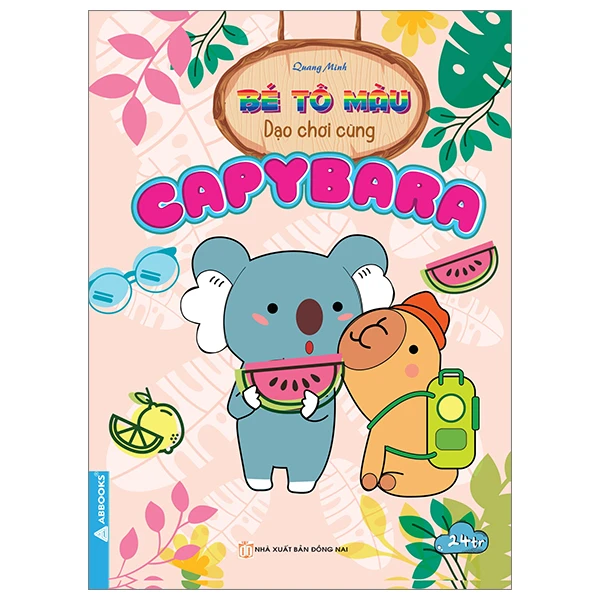 Quang Minh
BÉ TÔ MÀU
Dạo chơi cùng
CAPYBARA
ABBOOKS
NHÀ XUẤT BẢN ĐỒNG NAI
24tr